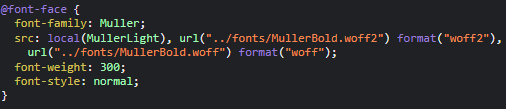 @font-face {
font-family: Muller;
src: local(MullerLight), url("../fonts/MullerBold.woff2") format("woff2"),
url("../fonts/MullerBold.woff") format("woff");
font-weight: 300;
font-style: normal;
}